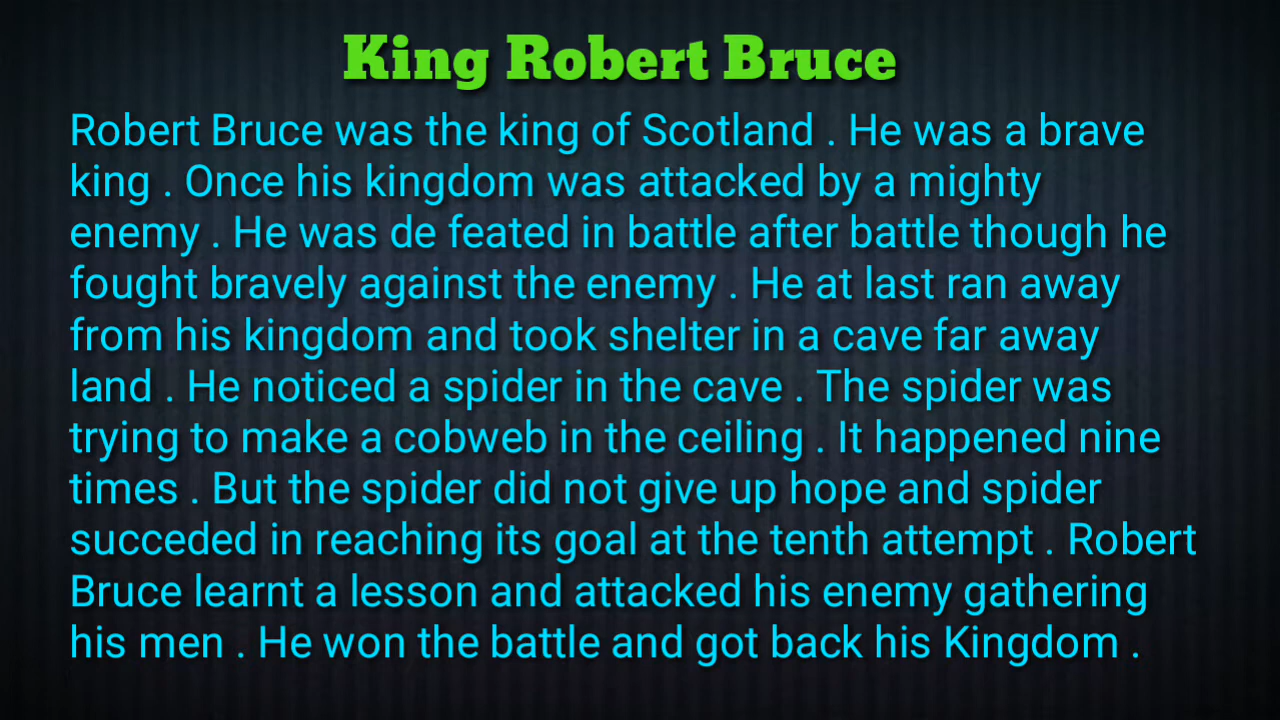 King Robert Bruce
Robert Bruce was the king of Scotland . He was a brave
king . Once his kingdom was attacked by a mighty
enemy . He was de feated in battle after battle though he
fought bravely against the enemy . He at last ran away
from his kingdom and took shelter in a cave far away
land . He noticed a spider in the cave . The spider was
trying to make a cobweb in the ceiling . It happened nine
times . But the spider did not give up hope and spider
succeded in reaching its goal at the tenth attempt . Robert
Bruce learnt a lesson and attacked his enemy gathering
his men . He won the battle and got back his Kingdom .